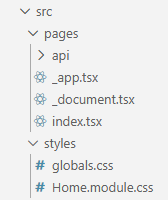 src
pages
api
_app.tsx
_document.tsx
index.tsx
styles
# globals.css
# Home.module.css